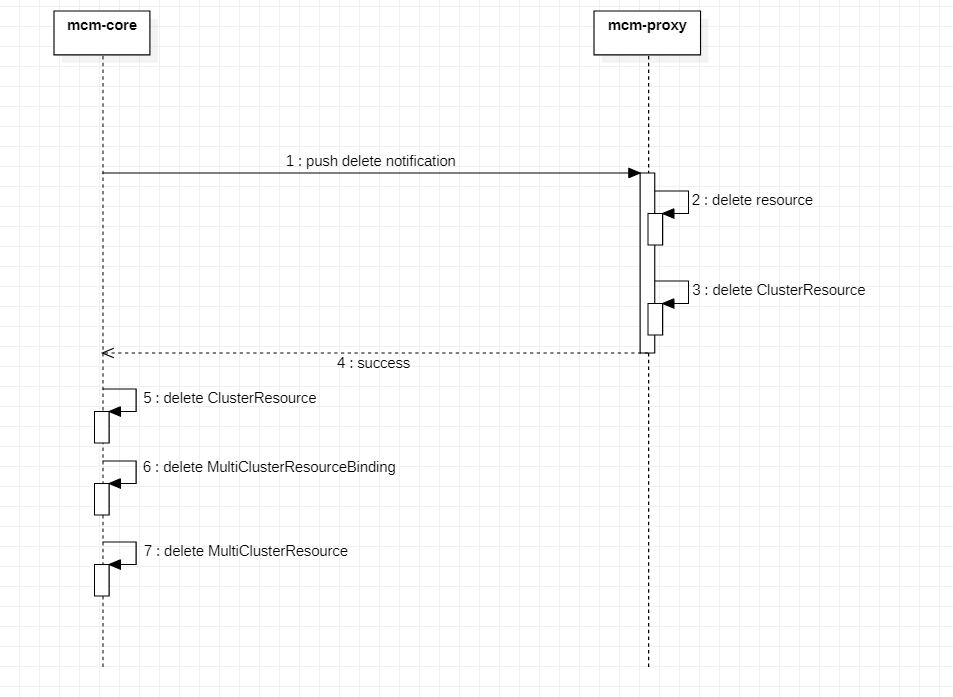 mcm-core
mcm-proxy
1 : push delete notification
2 : delete resource
3 : delete ClusterResource
4 : success
5 : delete ClusterResource
6 : delete MultiClusterResourceBinding
7 : delete MultiClusterResource